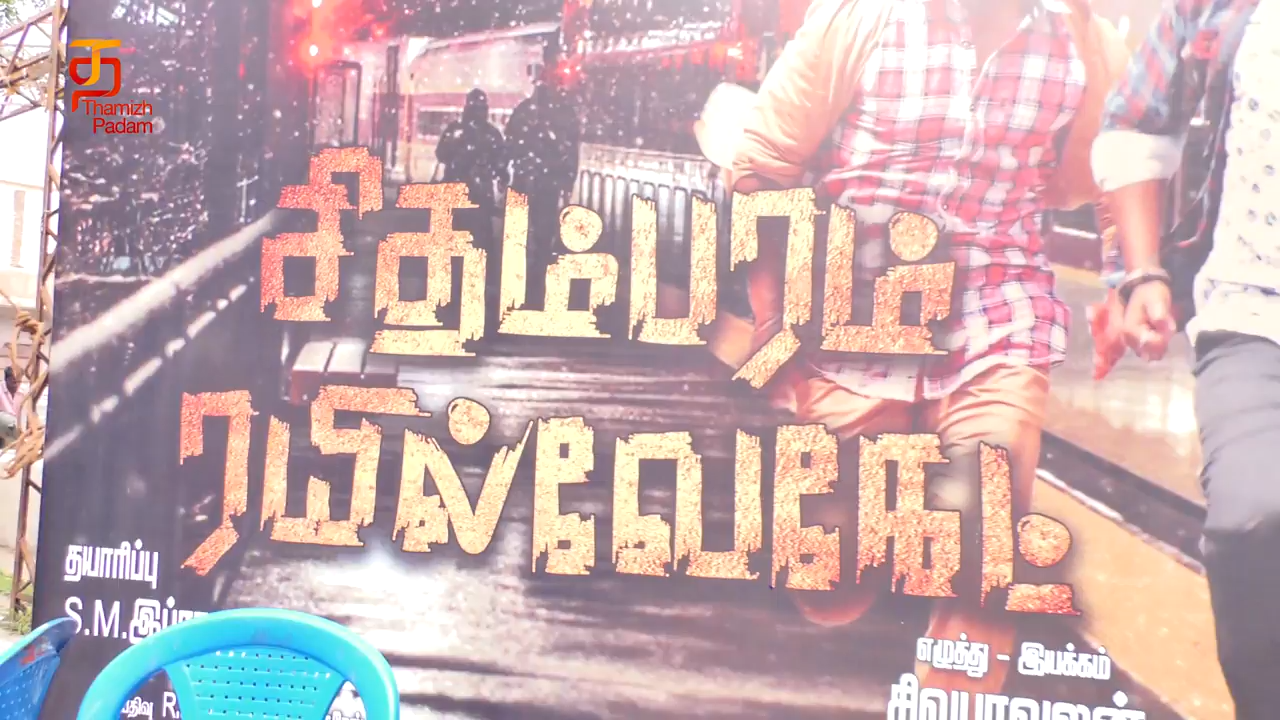 த
Thamizh
Padam
சிதம்பரம்
ரயில்வேகேட்
தயாரிப்பு
S.M.
எழுத்து - இயக்கம்